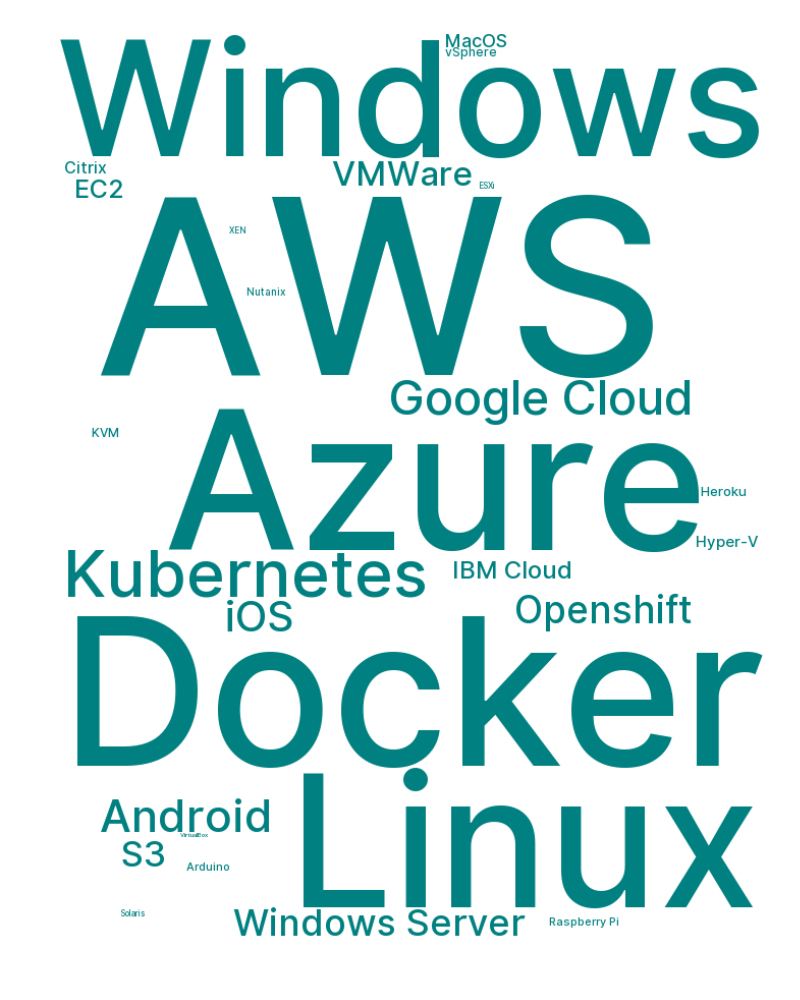 MacOS
vSphere
Windows
Citrix
VMWare
EC2
ESXi
AWS
XEN
Nutanix
Google Cloud
KVM
Azure
Heroku
Hyper-V
Kubernetes
IBM Cloud
iOS
Openshift
Docker
Linux
Android
VirtualBox
S3
Arduino
Solaris
Windows Server
Raspberry Pi